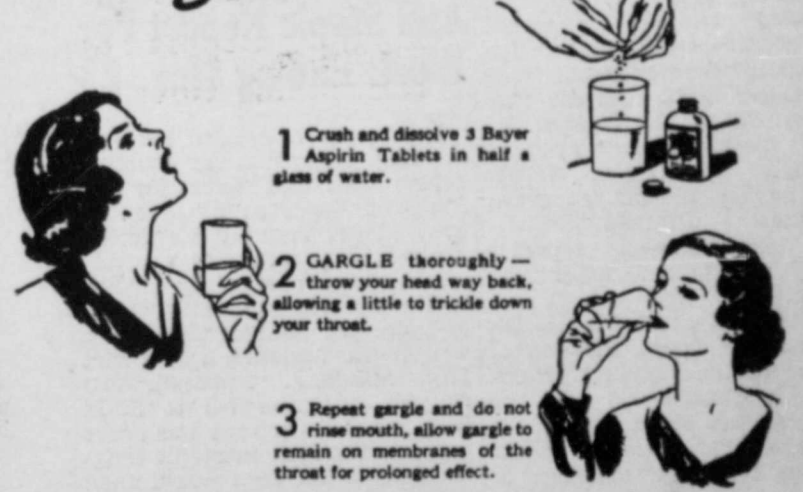 1 Crush and dissolve 3 Bayer
Aspirin Tablets in half a
glass of water.
2 GARGLE thoroughly —
throw your head way back,
allowing a little to trickle down
your throat.
3 Repeat gargle and do not
rinse mouth, allow gargle to
remain on membranes of the
throat for prolonged effect.